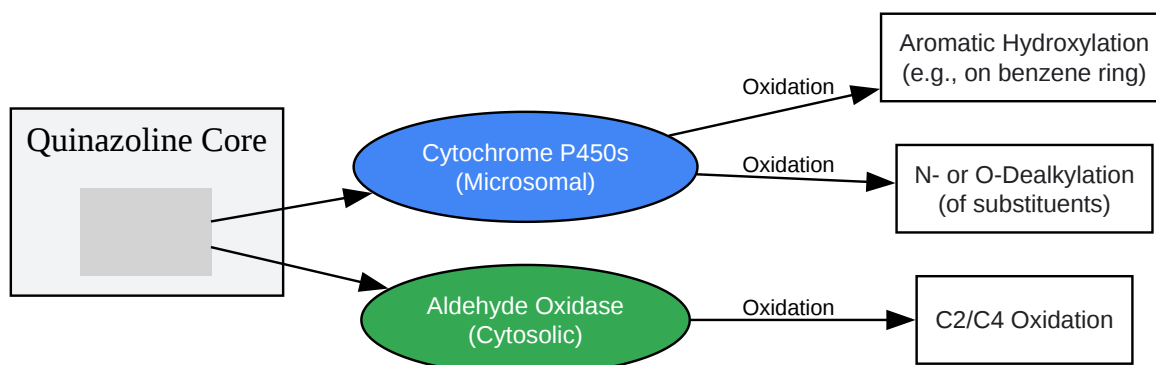 Quinazoline Core
Cytochrome P450s
(Microsomal)
Aldehyde Oxidase
(Cytosolic)
Oxidation
Oxidation
Oxidation
Aromatic Hydroxylation
(e.g., on benzene ring)
N- or O-Dealkylation
(of substituents)
C2/C4 Oxidation